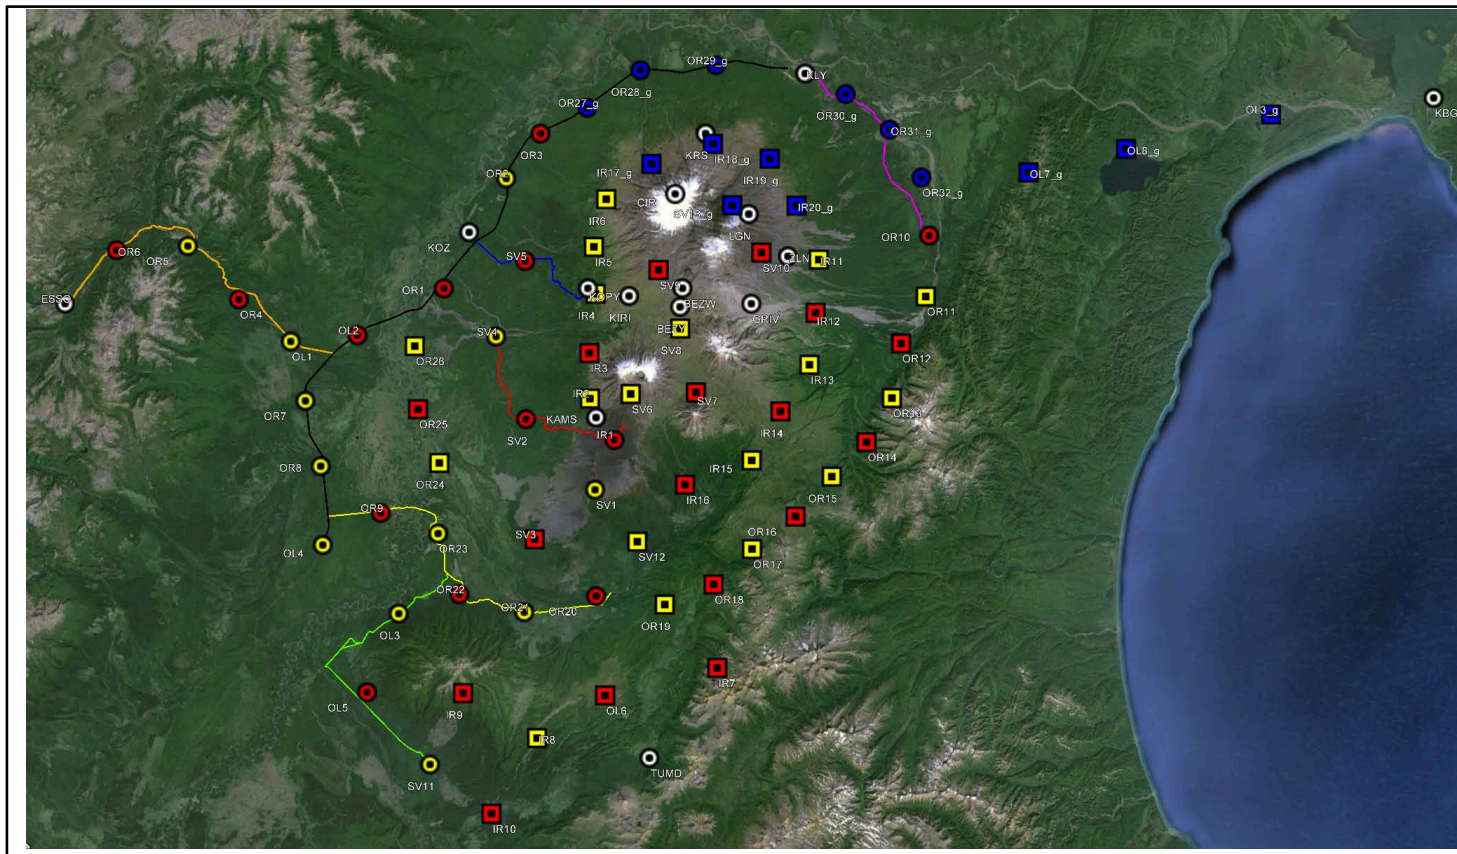 OR29_g
KLY
OR28_g
OR27_g
OR30_g
KBG
OL3_g
OR31_g
OR3
KRS
IR18_g
OL8_g
IR17_g
IR19_g
OL7_g
OR2
OR32_g
CIR
IR6
SV13_g
IR20_g
LGN
OR10
KOZ
OR6
OR5
IR5
SV5
SV10
ZLN
IR11
SV9
ESSO
OR4
OR1
IR4
KOPY
KIRI
BEZW
GRIV
OR11
IR12
BEZY
OL2
SV4
OL1
SV8
OR12
OR26
IR3
IR13
OR7
IR2
SV6
SV7
OR13
OR25
KAMS
SV2
IR1
IR14
OR14
OR8
OR24
IR15
OR15
IR16
SV1
OR9
OR16
SV3
OL4
OR23
SV12
OR17
OR22
OR21
OR20
OR18
OR19
OL3
IR7
OL5
IR9
OL6
IR8
TUMD
SV11
IR10